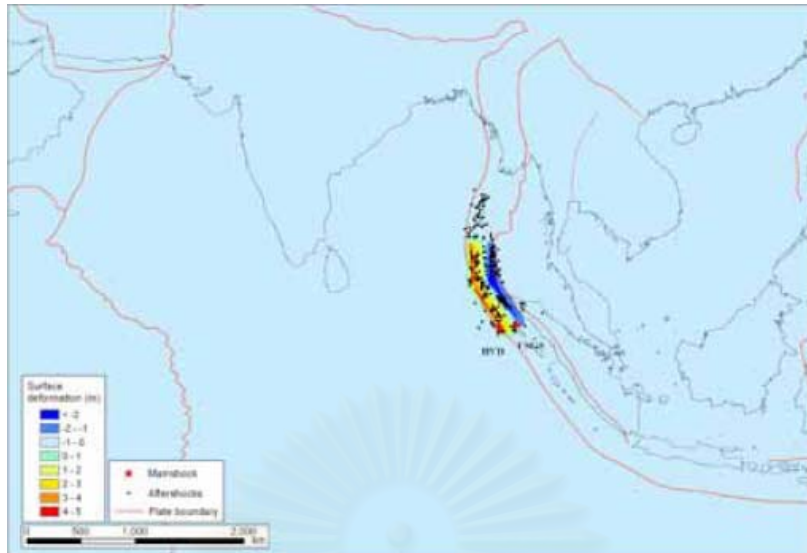 Surface
deformation (m)
< -2
-2 - -1
-1 - 0
0 - 1
1 - 2
2 - 3
3 - 4
4 - 5
Mainshock
Aftershocks
Plate boundary
0 500 1,000 2,000
km